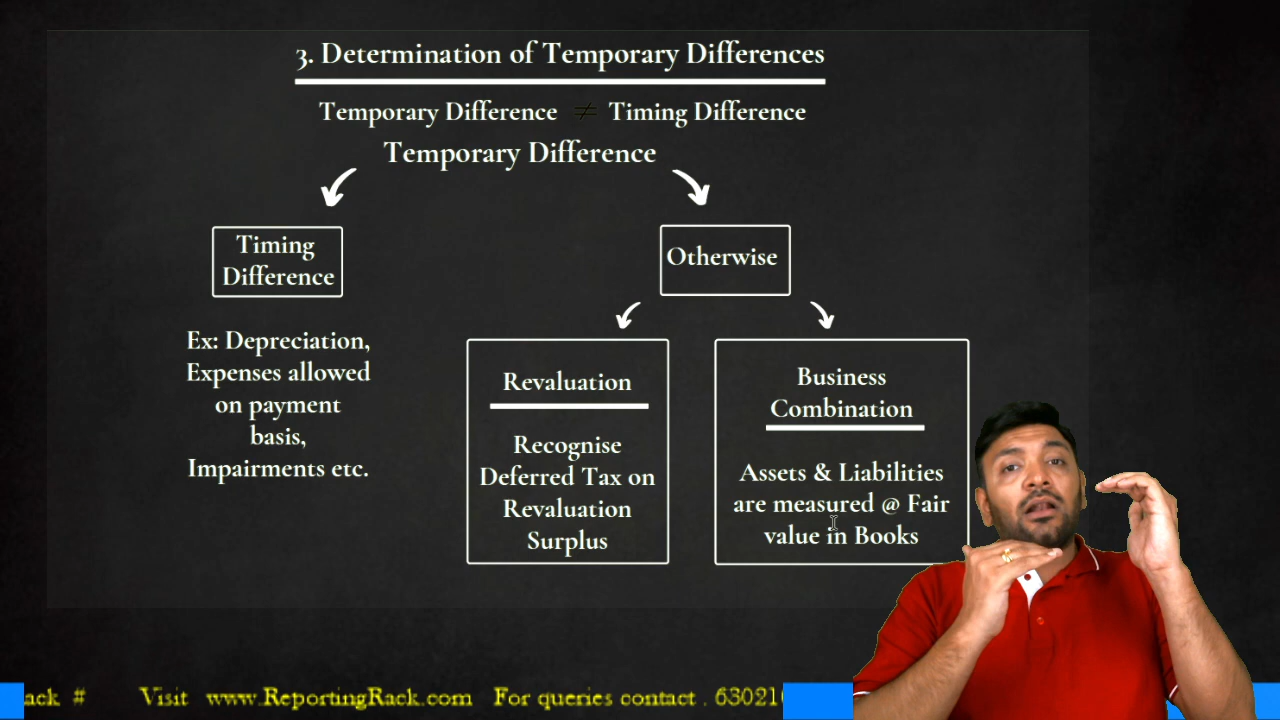 3. Determination of Temporary Differences
Temporary Difference ≠ Timing Difference
Temporary Difference
Timing
Difference
Ex: Depreciation,
Expenses allowed
on payment
basis,
Impairments etc.
Otherwise
Revaluation
Recognise
Deferred Tax on
Revaluation
Surplus
Business
Combination
Assets & Liabilities
are measured @ Fair
value in Books
ack # Visit www.ReportingRack.com For queries contact . 63021